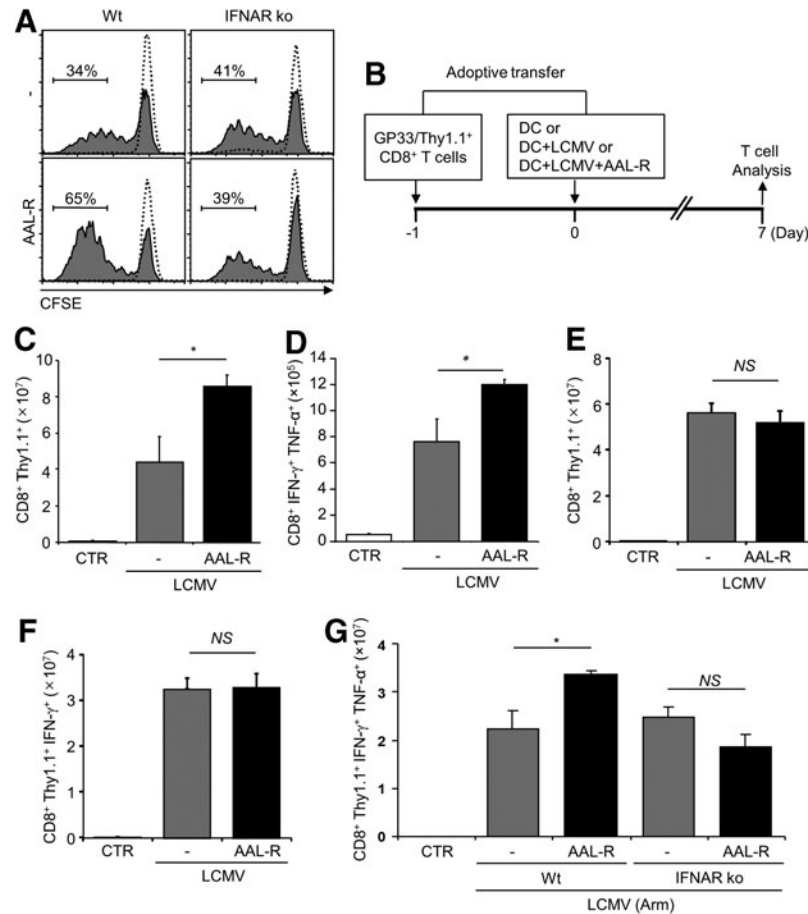 A
Wt
IFNAR ko
34%
41%
-
65%
39%
AAL-R
CFSE
B
Adoptive transfer
GP33/Thy1.1⁺
CD8⁺ T cells
DC or
DC+LCMV or
DC+LCMV+AAL-R
T cell
Analysis
-1
0
7 (Day)
C
CD8⁺ Thy1.1⁺ (×10⁷)
10
8
6
4
2
0
*
CTR
-
AAL-R
LCMV
D
CD8⁺ IFN-γ⁺ TNF-α⁺ (×10⁵)
14
12
10
8
6
4
2
0
*
CTR
-
AAL-R
LCMV
E
CD8⁺ Thy1.1⁺ (×10⁷)
8
6
4
2
0
NS
CTR
-
AAL-R
LCMV
F
CD8⁺ Thy1.1⁺ IFN-γ⁺ (×10⁷)
4
3
2
1
0
NS
CTR
-
AAL-R
LCMV
G
CD8⁺ Thy1.1⁺ IFN-γ⁺ TNF-α⁺ (×10⁷)
4
3
2
1
0
*
NS
CTR
-
AAL-R
-
AAL-R
Wt
IFNAR ko
LCMV (Arm)